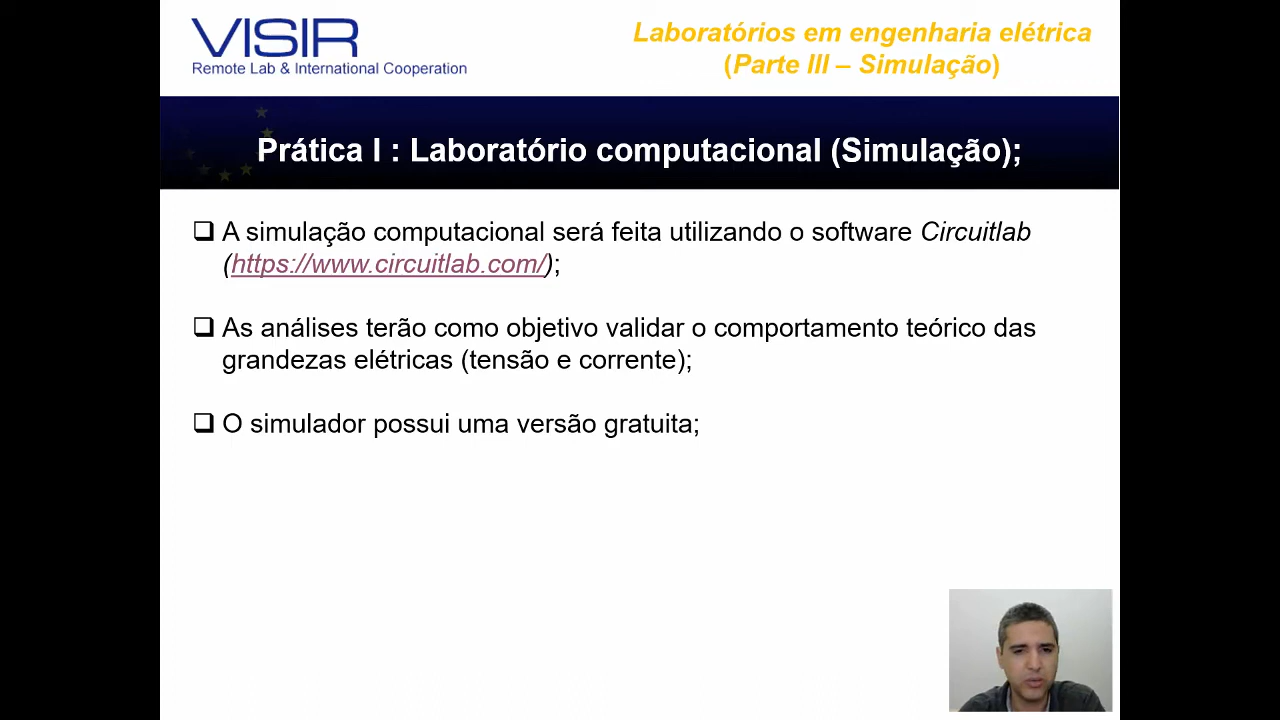 VISIR
Remote Lab & International Cooperation
Laboratórios em engenharia elétrica
(Parte III – Simulação)
Prática I : Laboratório computacional (Simulação);
❑ A simulação computacional será feita utilizando o software Circuitlab
(https://www.circuitlab.com/);
❑ As análises terão como objetivo validar o comportamento teórico das
grandezas elétricas (tensão e corrente);
❑ O simulador possui uma versão gratuita;